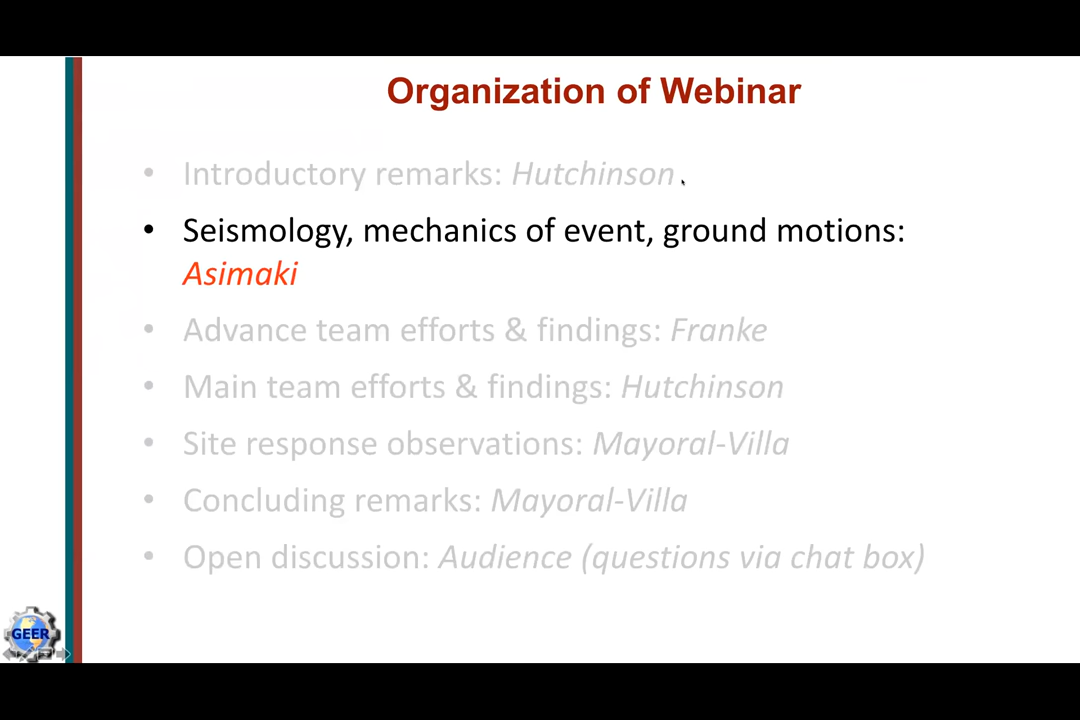 Organization of Webinar
• Introductory remarks: Hutchinson
• Seismology, mechanics of event, ground motions:
Asimaki
• Advance team efforts & findings: Franke
• Main team efforts & findings: Hutchinson
• Site response observations: Mayoral-Villa
• Concluding remarks: Mayoral-Villa
• Open discussion: Audience (questions via chat box)
GEER